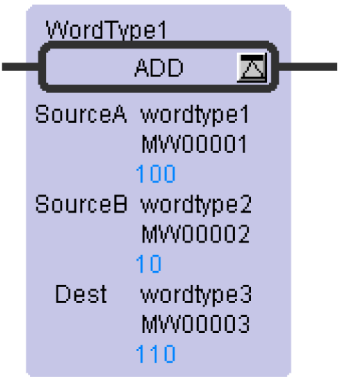 WordType1
ADD
SourceA wordtype1
MW00001
100
SourceB wordtype2
MW00002
10
Dest wordtype3
MW00003
110